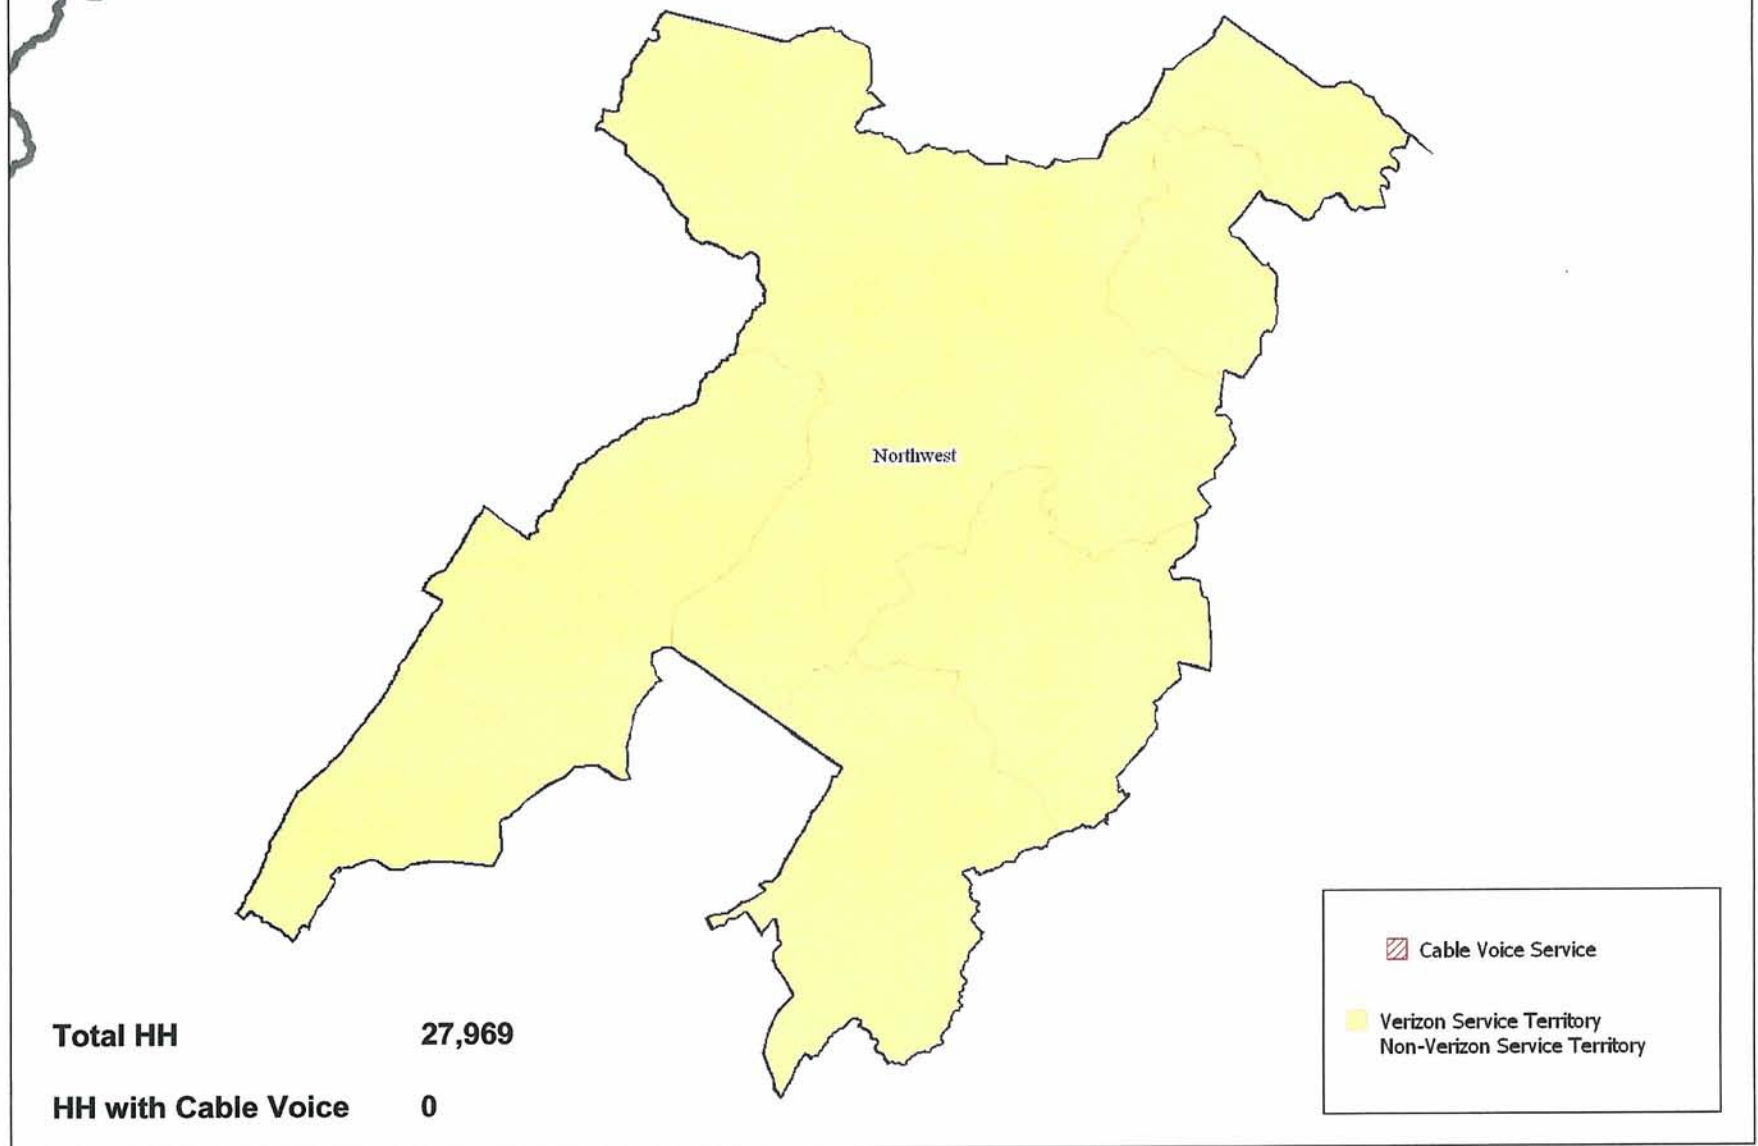 Northwest
Cable Voice Service
Verizon Service Territory
Non-Verizon Service Territory
Total HH 27,969
HH with Cable Voice 0